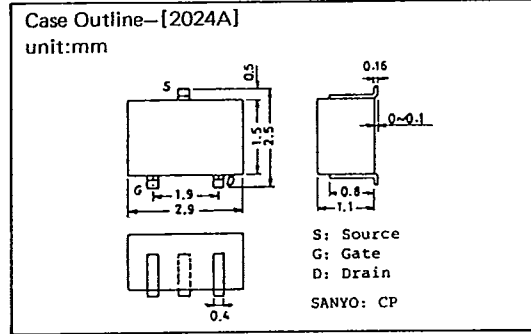 Case Outline—[2024A]
unit:mm
S
0.5
1.5
2.5
G
D
1.9
2.9
0.16
0~0.1
0.8
1.1
0.4
S: Source
G: Gate
D: Drain
SANYO: CP